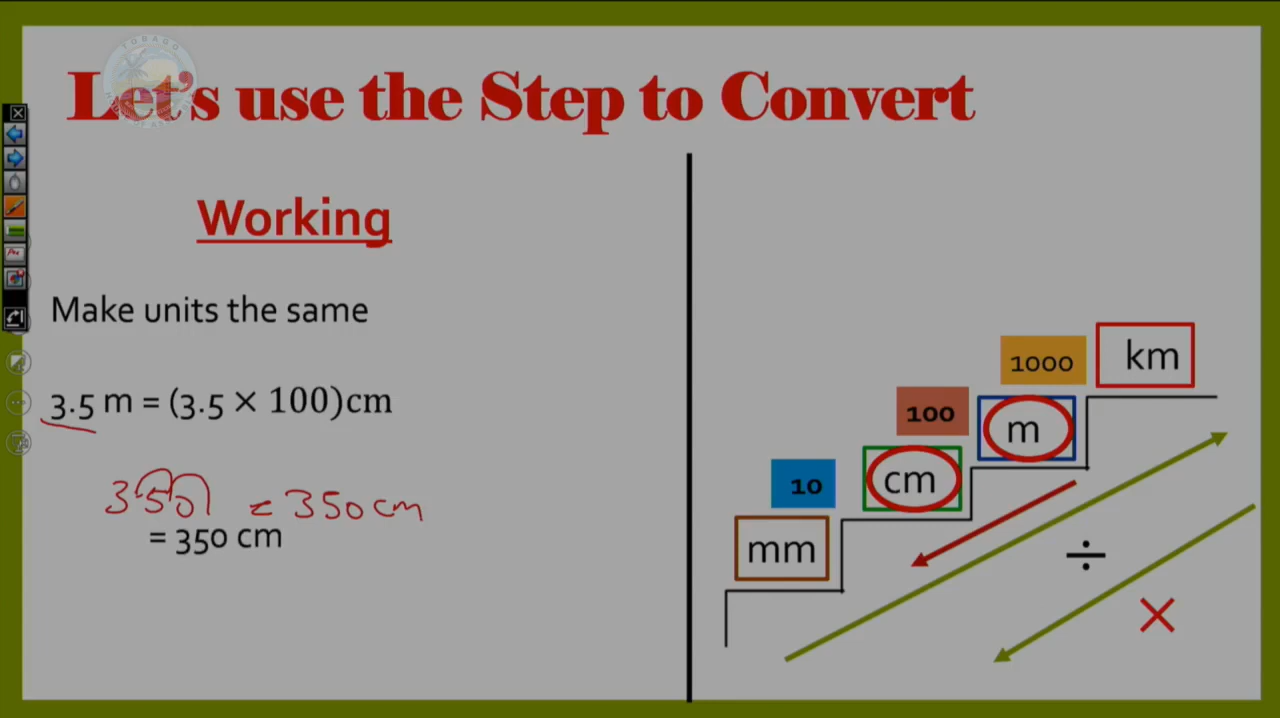 TOBAGO
Let's use the Step to Convert
Working
Make units the same
3.5 m = (3.5 × 100)cm
350 = 350 cm
= 350 cm
1000 km
100 m
10 cm
mm
÷
×